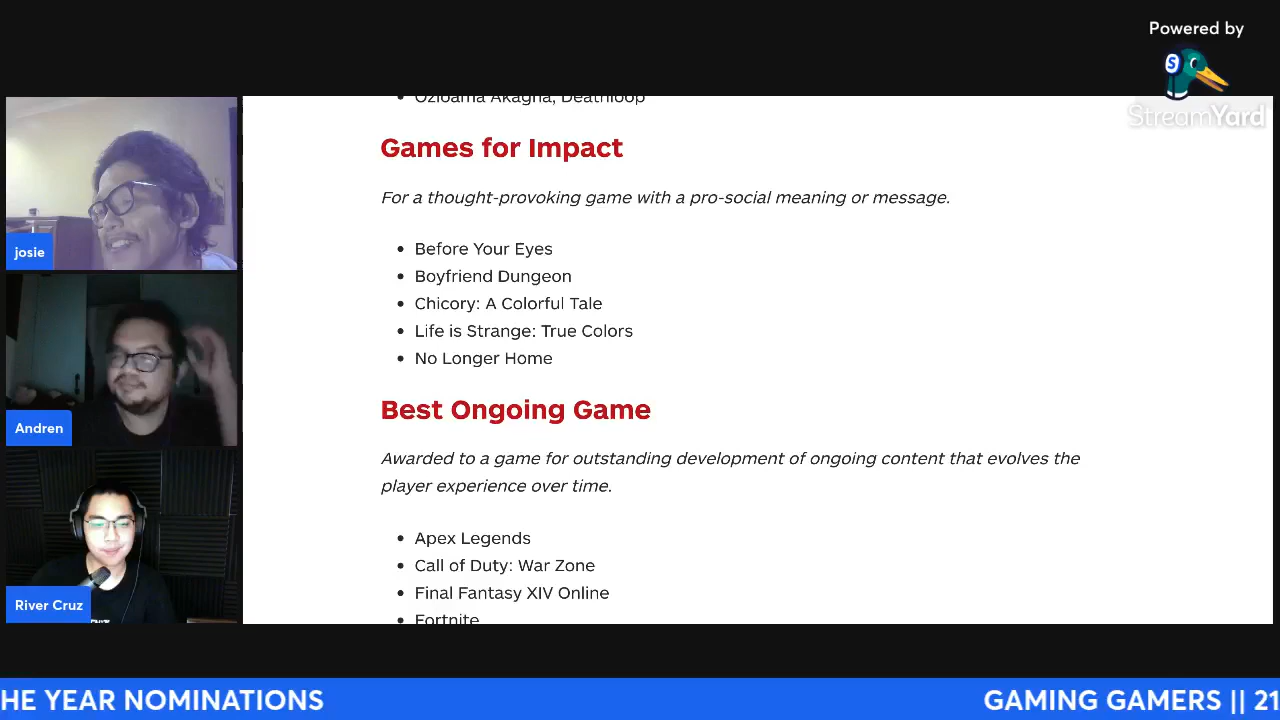 Powered by
StreamYard
Ozioma Akagha, Deathloop
Games for Impact
For a thought-provoking game with a pro-social meaning or message.
Before Your Eyes
Boyfriend Dungeon
Chicory: A Colorful Tale
Life is Strange: True Colors
No Longer Home
Best Ongoing Game
Awarded to a game for outstanding development of ongoing content that evolves the
player experience over time.
Apex Legends
Call of Duty: War Zone
Final Fantasy XIV Online
Fortnite
josie
Andren
River Cruz
HE YEAR NOMINATIONS
GAMING GAMERS || 21